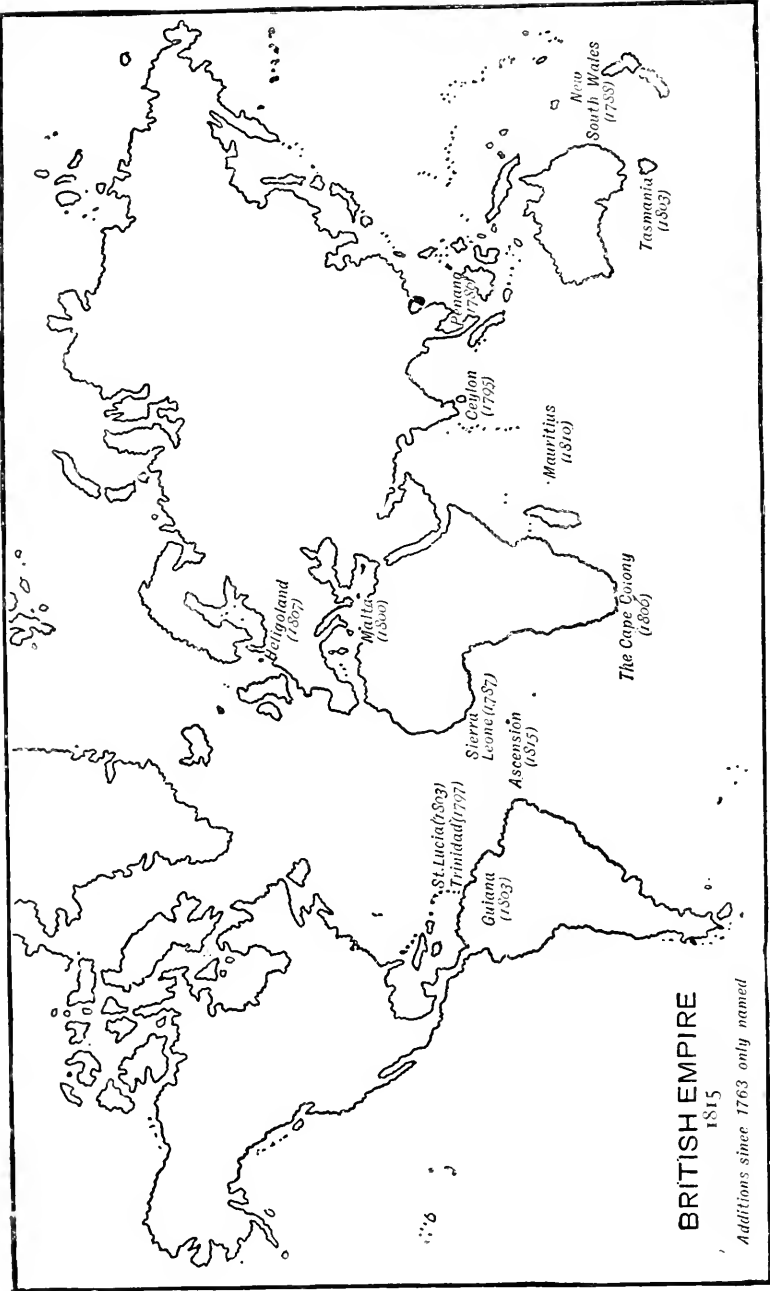 BRITISH EMPIRE
1815
Additions since 1763 only named
Heligoland
(1807)
Malta
(1800)
St. Lucia (1803)
Trinidad (1797)
Guiana
(1803)
Sierra
Leone (1787)
Ascension
(1815)
The Cape Colony
(1806)
Mauritius
(1810)
Ceylon
(1795)
Penang
(1786)
New
South Wales
(1788)
Tasmania
(1803)